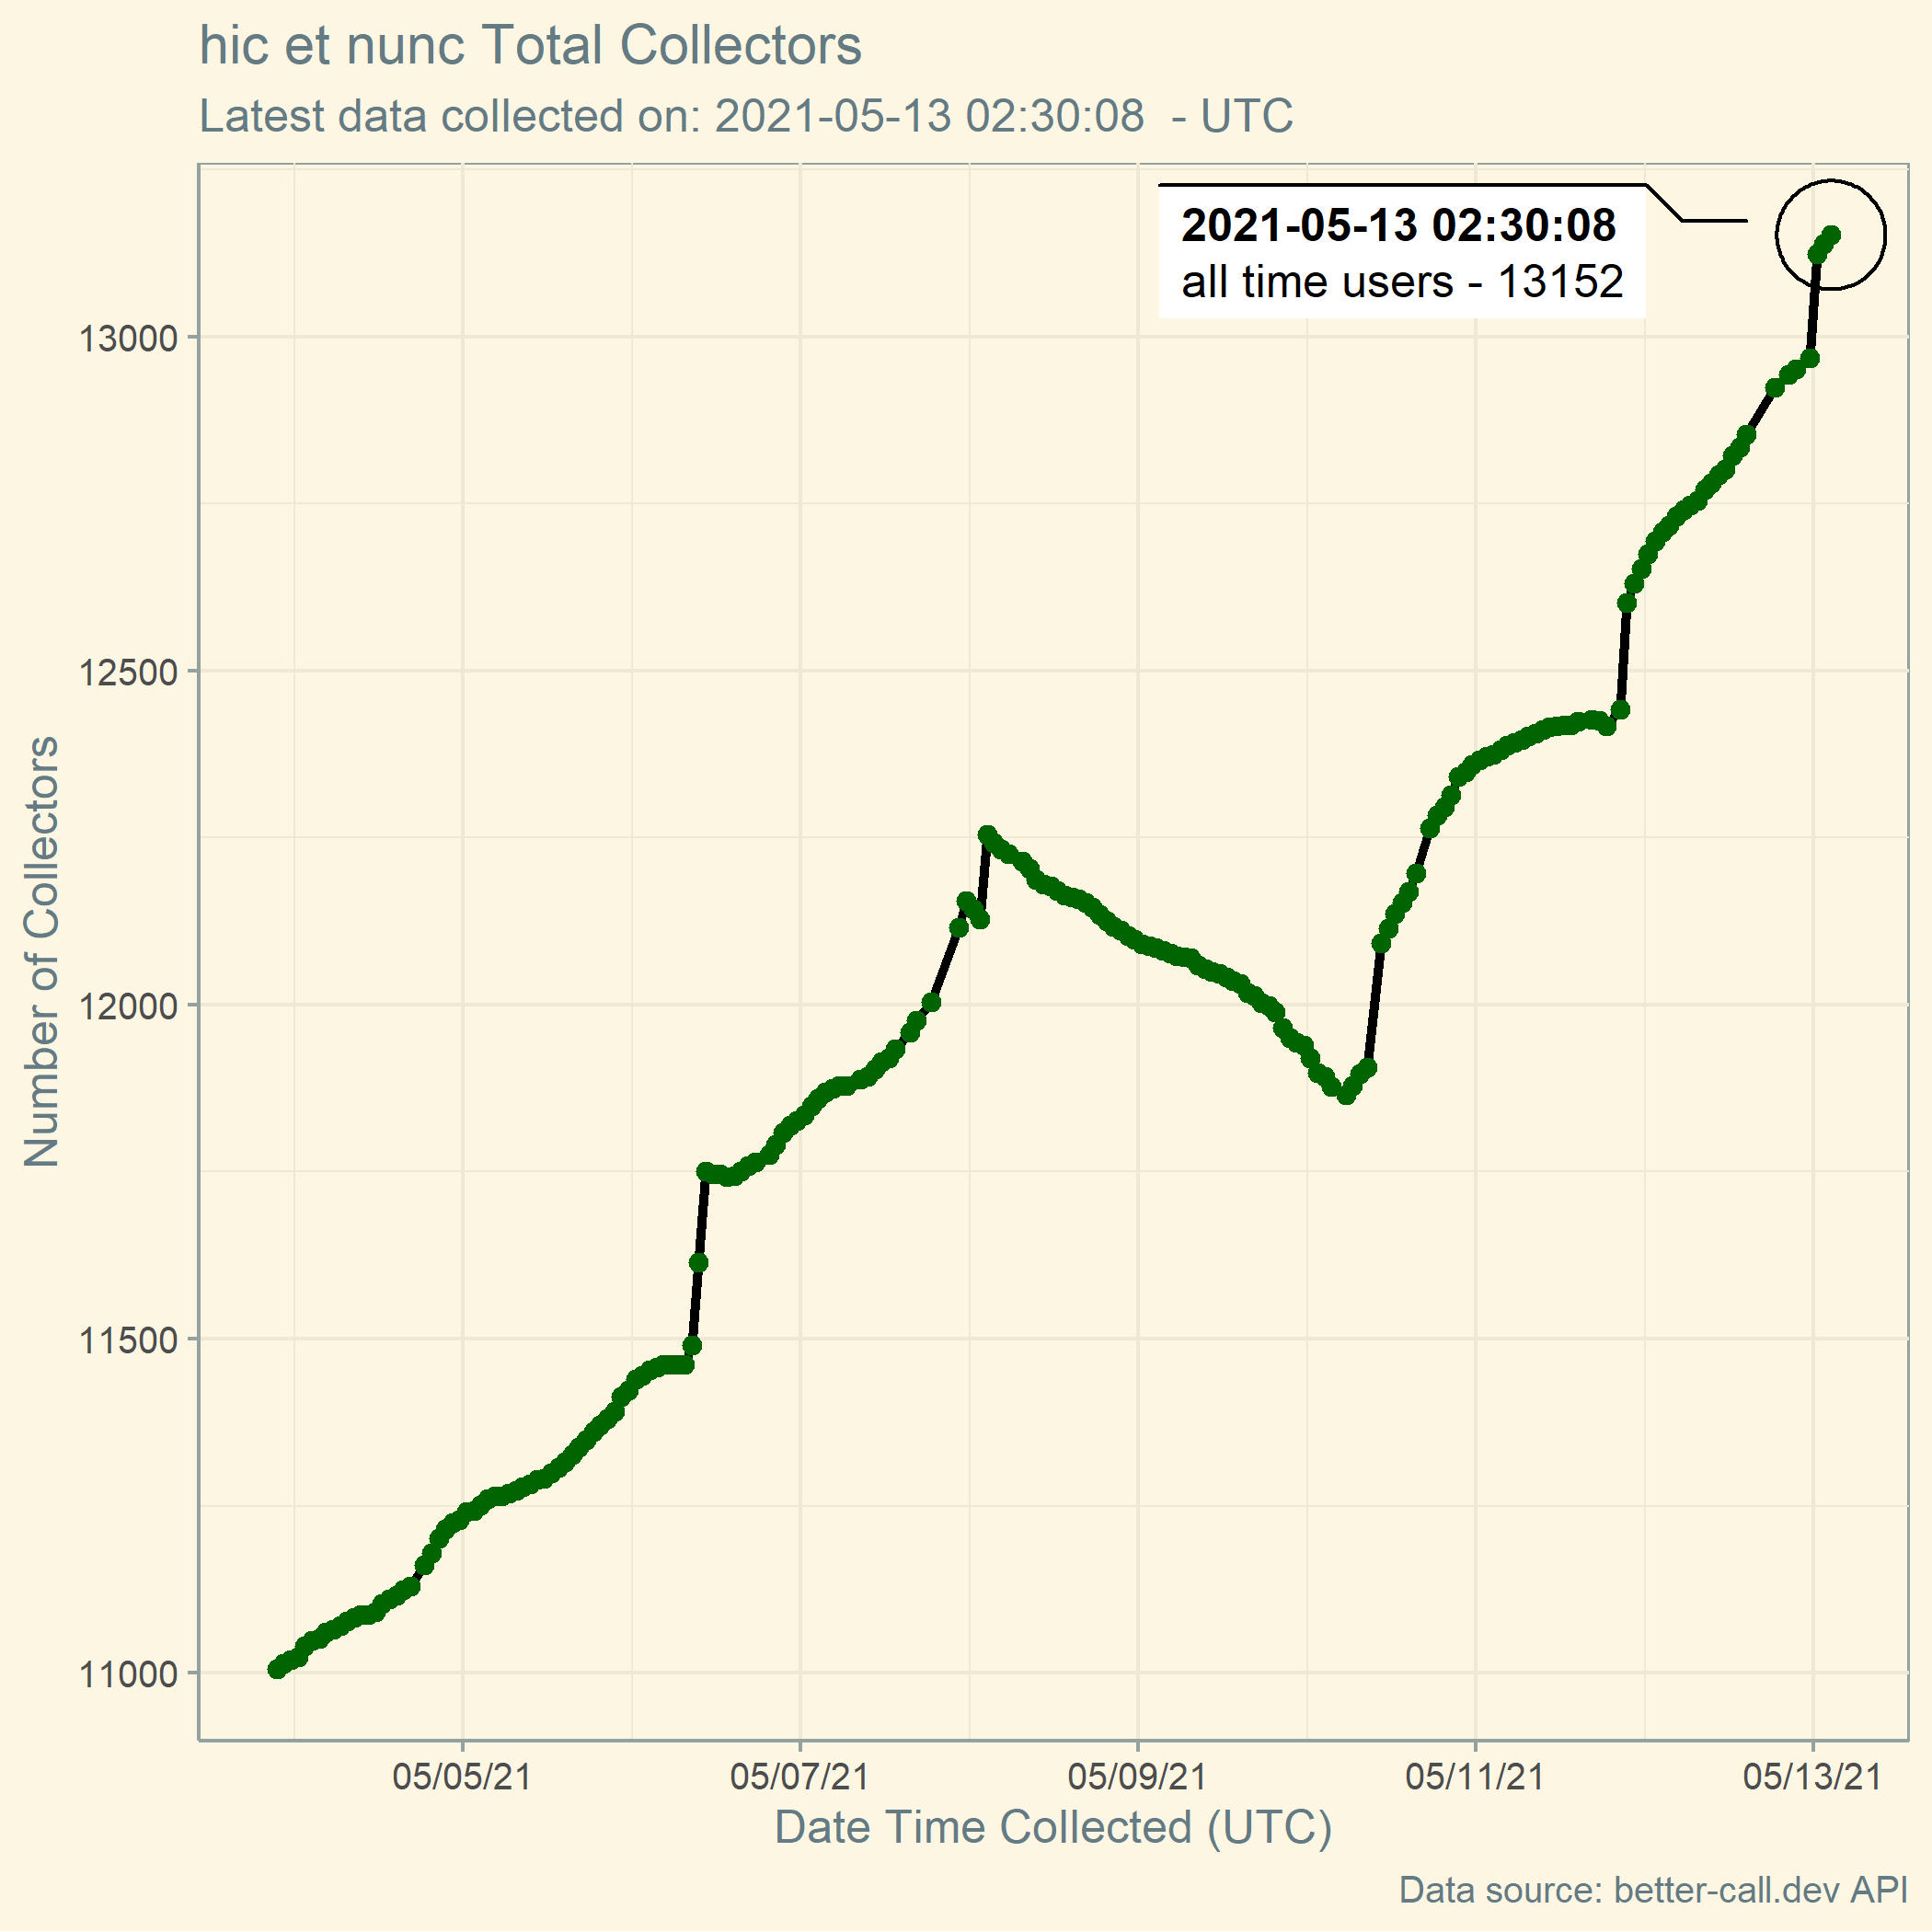 hic et nunc Total Collectors
Latest data collected on: 2021-05-13 02:30:08  - UTC
2021-05-13 02:30:08
all time users - 13152
Number of Collectors
13000
12500
12000
11500
11000
05/05/21
05/07/21
05/09/21
05/11/21
05/13/21
Date Time Collected (UTC)
Data source: better-call.dev API